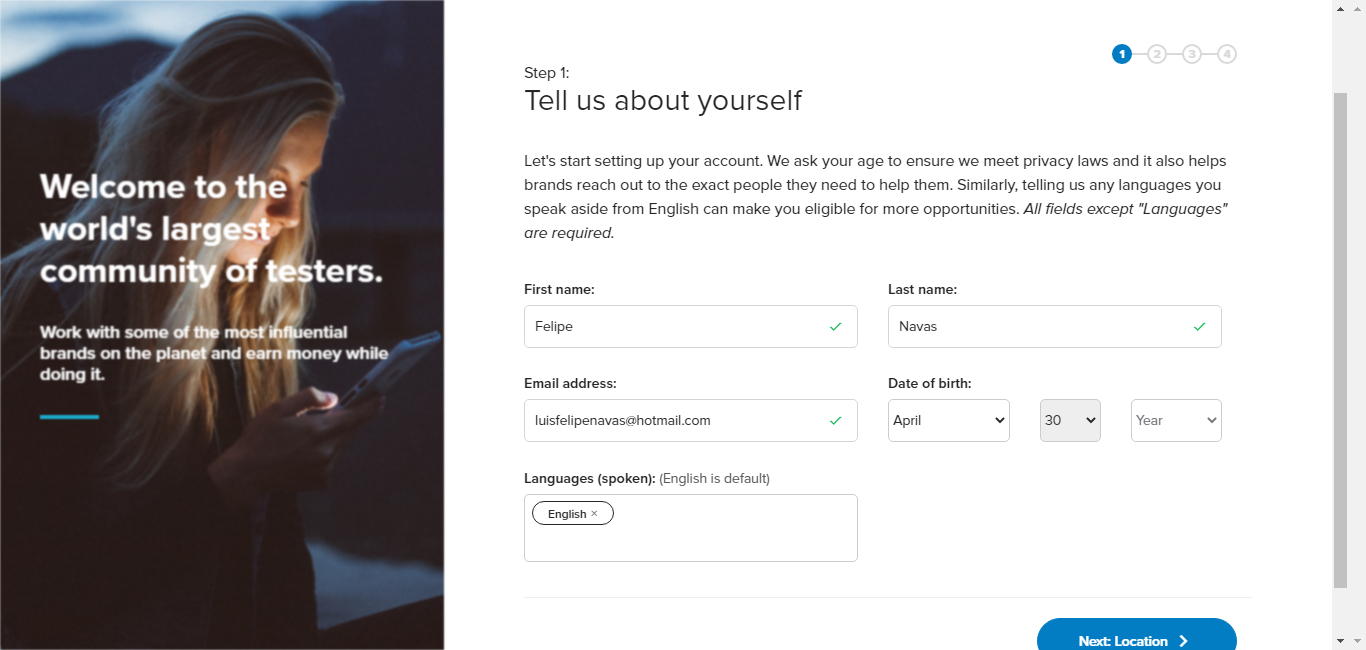 Welcome to the
world's largest
community of testers.
Work with some of the most influential
brands on the planet and earn money while
doing it.
1 2 3 4
Step 1:
Tell us about yourself
Let's start setting up your account. We ask your age to ensure we meet privacy laws and it also helps
brands reach out to the exact people they need to help them. Similarly, telling us any languages you
speak aside from English can make you eligible for more opportunities. All fields except "Languages"
are required.
First name: Last name:
Felipe Navas
Email address: Date of birth:
luisfelipenavas@hotmail.com April 30 Year
Languages (spoken): (English is default)
English ×
Next: Location